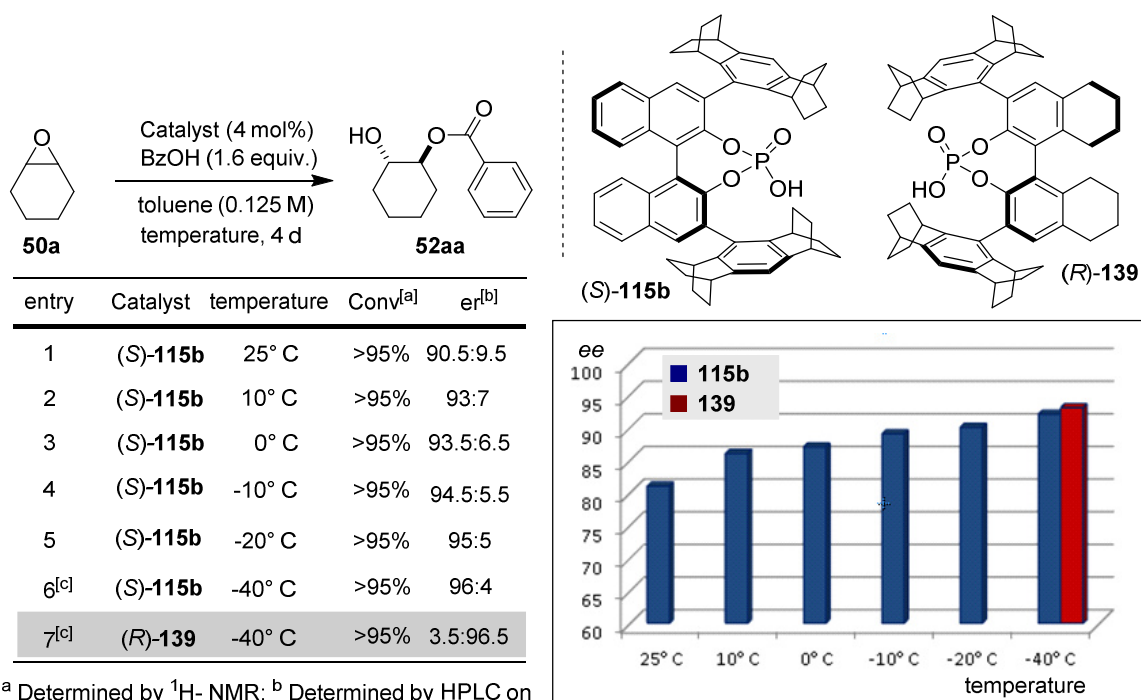 O
Catalyst (4 mol%)
BzOH (1.6 equiv.)
toluene (0.125 M)
temperature, 4 d
50a
HO
O
O
52aa
O
O
P
O
OH
(S)-115b
O
O
P
HO
O
(R)-139
entry Catalyst temperature Conv[a] er[b]
1 (S)-115b 25° C >95% 90.5:9.5
2 (S)-115b 10° C >95% 93:7
3 (S)-115b 0° C >95% 93.5:6.5
4 (S)-115b -10° C >95% 94.5:5.5
5 (S)-115b -20° C >95% 95:5
6[c] (S)-115b -40° C >95% 96:4
7[c] (R)-139 -40° C >95% 3.5:96.5
a Determined by 1H- NMR; b Determined by HPLC on
ee
100
95
90
85
80
75
70
65
60
115b
139
25° C 10° C 0° C -10° C -20° C -40° C
temperature